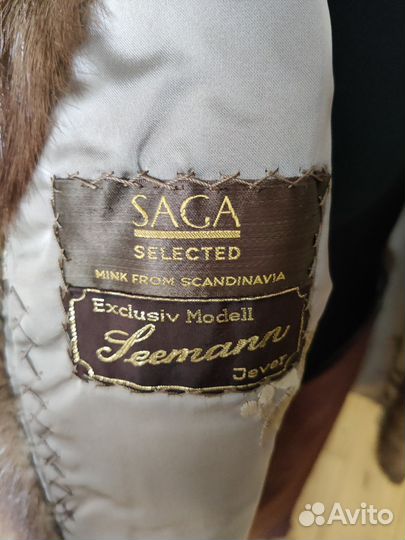 SAGA
SELECTED
MINK FROM SCANDINAVIA
Exclusiv Modell
Seemann
Jever
Avito